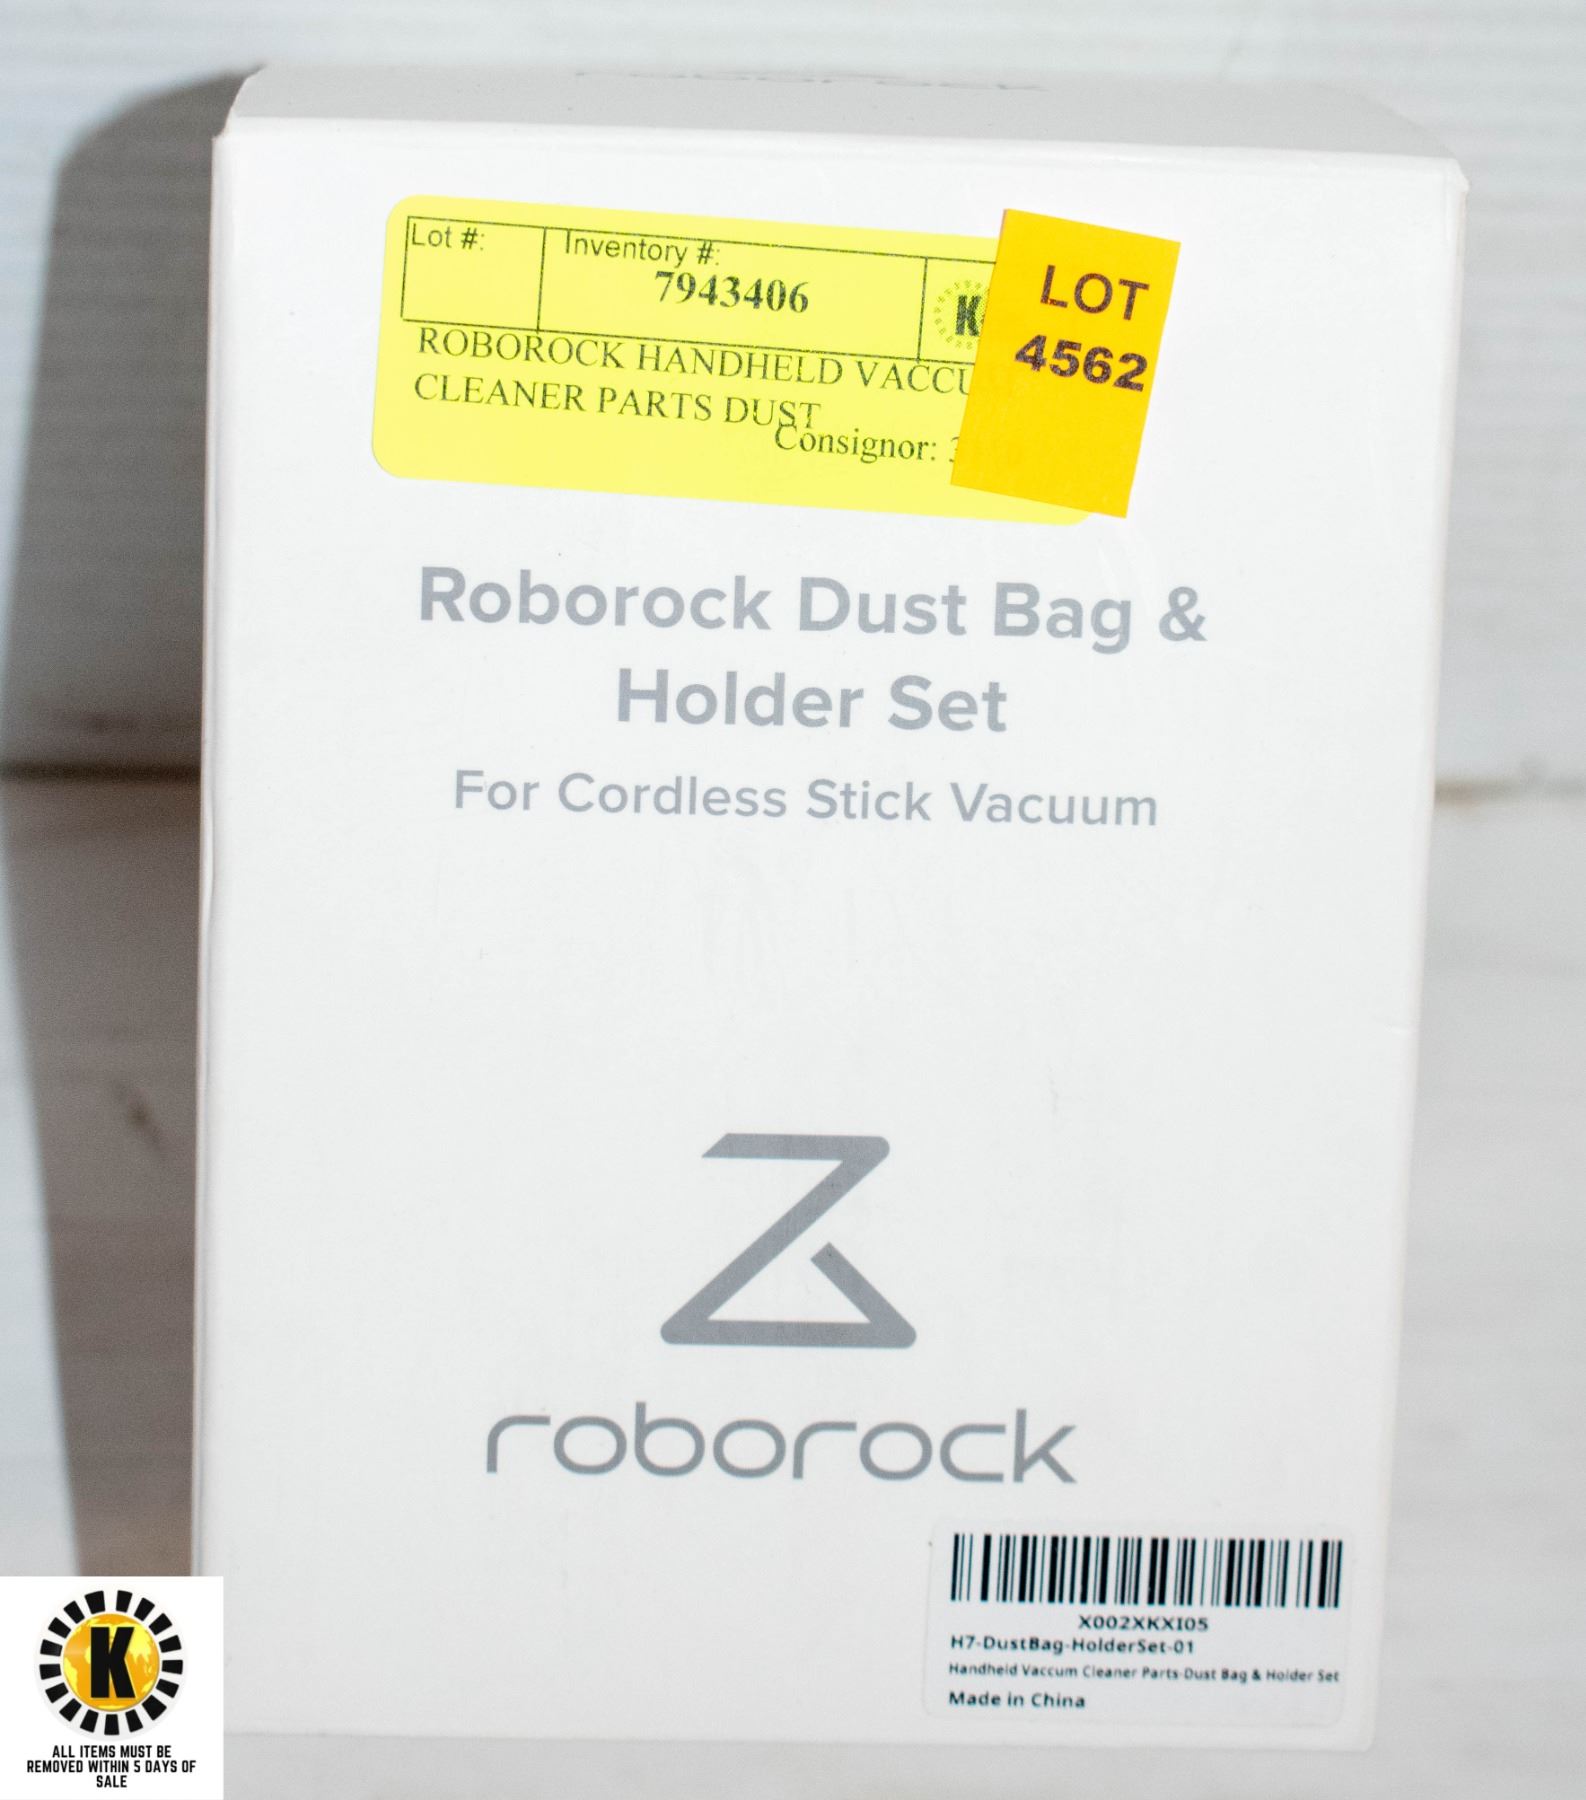 Lot #:
Inventory #:
7943406
K
LOT
4562
ROBOROCK HANDHELD
CLEANER PARTS DUST
Consignor:
Roborock Dust Bag &
Holder Set
For Cordless Stick Vacuum
roborock
X002XKXI05
H7-DustBag-HolderSet-01
Handheld Vaccum Cleaner Parts-Dust Bag & Holder Set
Made in China
K
ALL ITEMS MUST BE
REMOVED WITHIN 5 DAYS OF
SALE